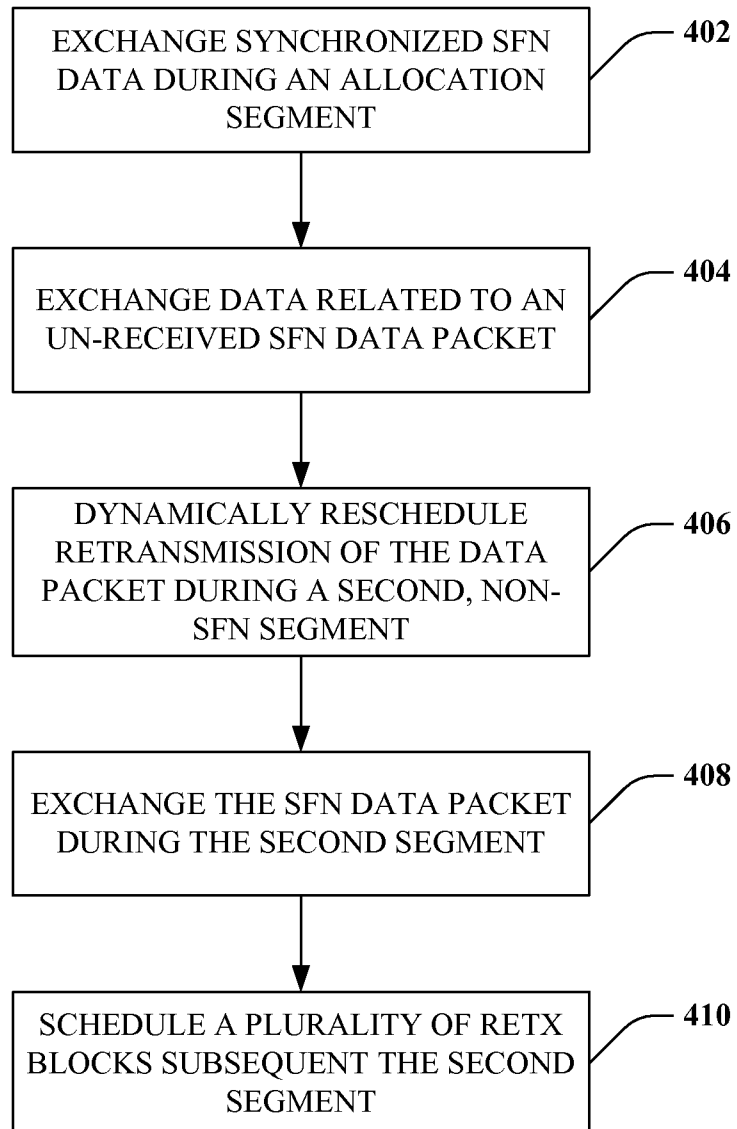 EXCHANGE SYNCHRONIZED SFN
DATA DURING AN ALLOCATION
SEGMENT
402
EXCHANGE DATA RELATED TO AN
UN-RECEIVED SFN DATA PACKET
404
DYNAMICALLY RESCHEDULE
RETRANSMISSION OF THE DATA
PACKET DURING A SECOND, NON-
SFN SEGMENT
406
EXCHANGE THE SFN DATA PACKET
DURING THE SECOND SEGMENT
408
SCHEDULE A PLURALITY OF RETX
BLOCKS SUBSEQUENT THE SECOND
SEGMENT
410